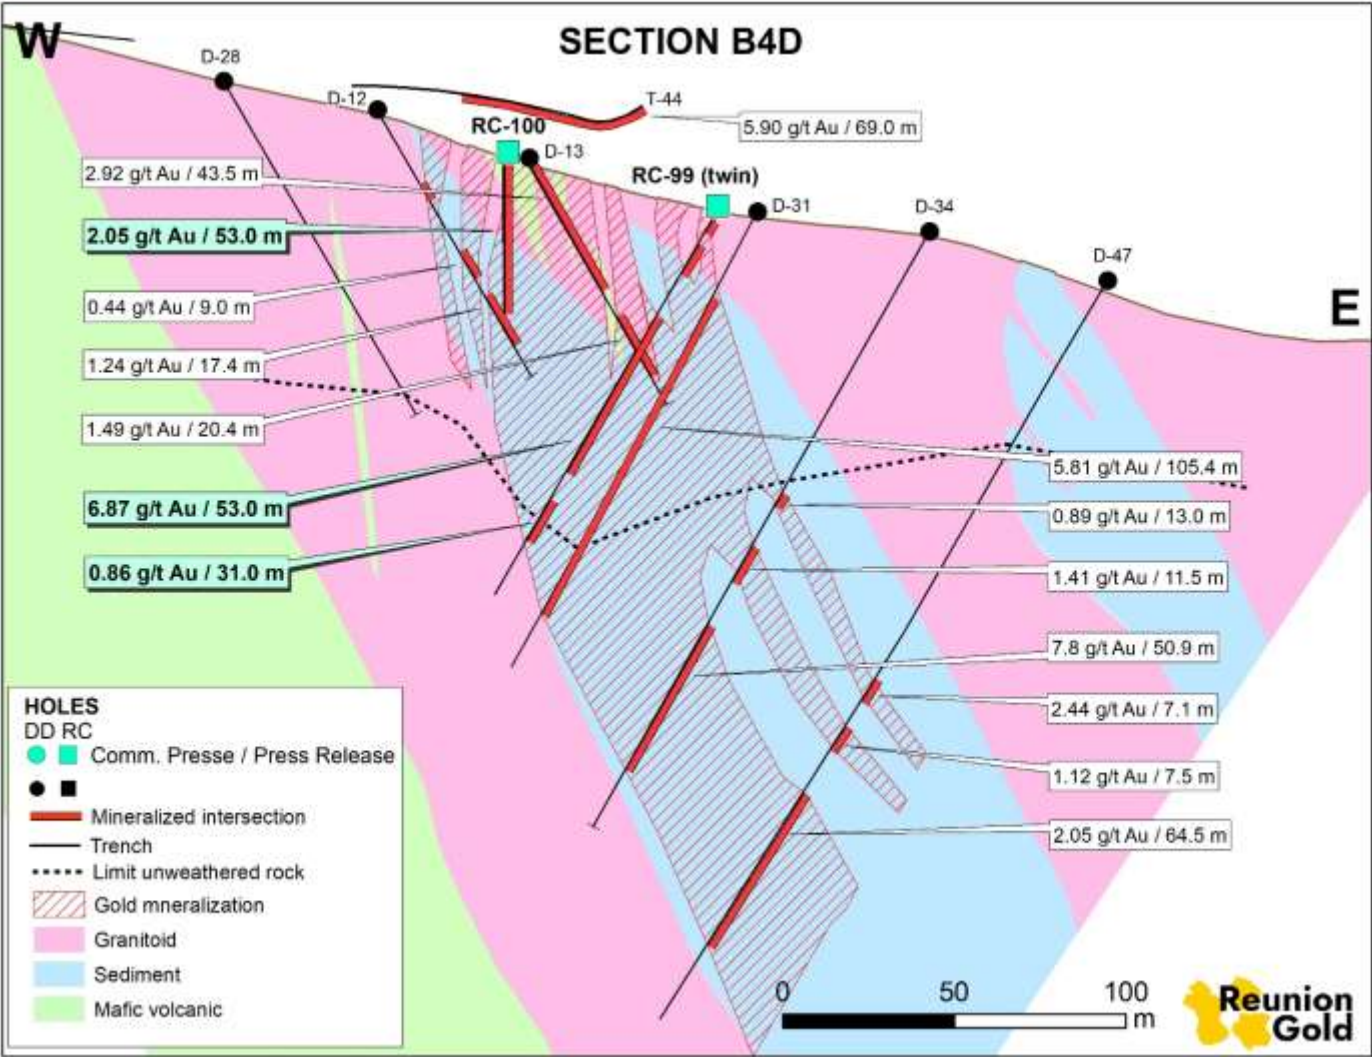 W
SECTION B4D
D-28
D-12
T-44
5.90 g/t Au / 69.0 m
RC-100
D-13
RC-99 (twin)
D-31
D-34
D-47
E
2.92 g/t Au / 43.5 m
2.05 g/t Au / 53.0 m
0.44 g/t Au / 9.0 m
1.24 g/t Au / 17.4 m
1.49 g/t Au / 20.4 m
6.87 g/t Au / 53.0 m
0.86 g/t Au / 31.0 m
5.81 g/t Au / 105.4 m
0.89 g/t Au / 13.0 m
1.41 g/t Au / 11.5 m
7.8 g/t Au / 50.9 m
2.44 g/t Au / 7.1 m
1.12 g/t Au / 7.5 m
2.05 g/t Au / 64.5 m
HOLES
DD RC
Comm. Presse / Press Release
Mineralized intersection
Trench
Limit unweathered rock
Gold mneralization
Granitoid
Sediment
Mafic volcanic
0 50 100
m
Reunion
Gold